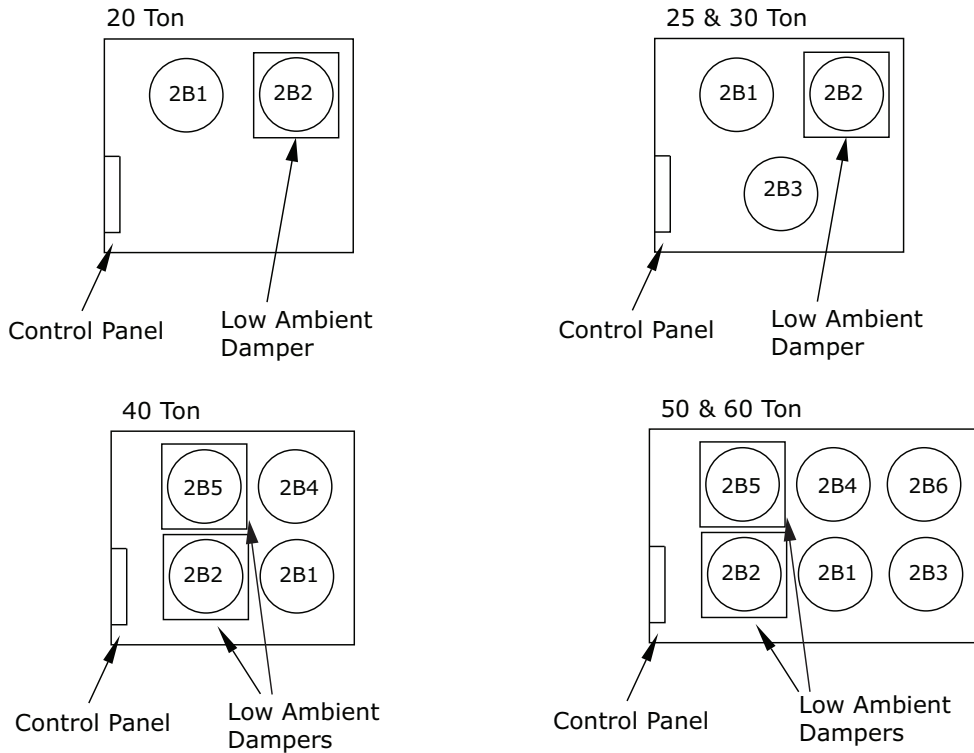 20 Ton
2B1
2B2
Control Panel
Low Ambient
Damper
25 & 30 Ton
2B1
2B2
2B3
Control Panel
Low Ambient
Damper
40 Ton
2B5
2B4
2B2
2B1
Control Panel
Low Ambient
Dampers
50 & 60 Ton
2B5
2B4
2B6
2B2
2B1
2B3
Control Panel
Low Ambient
Dampers